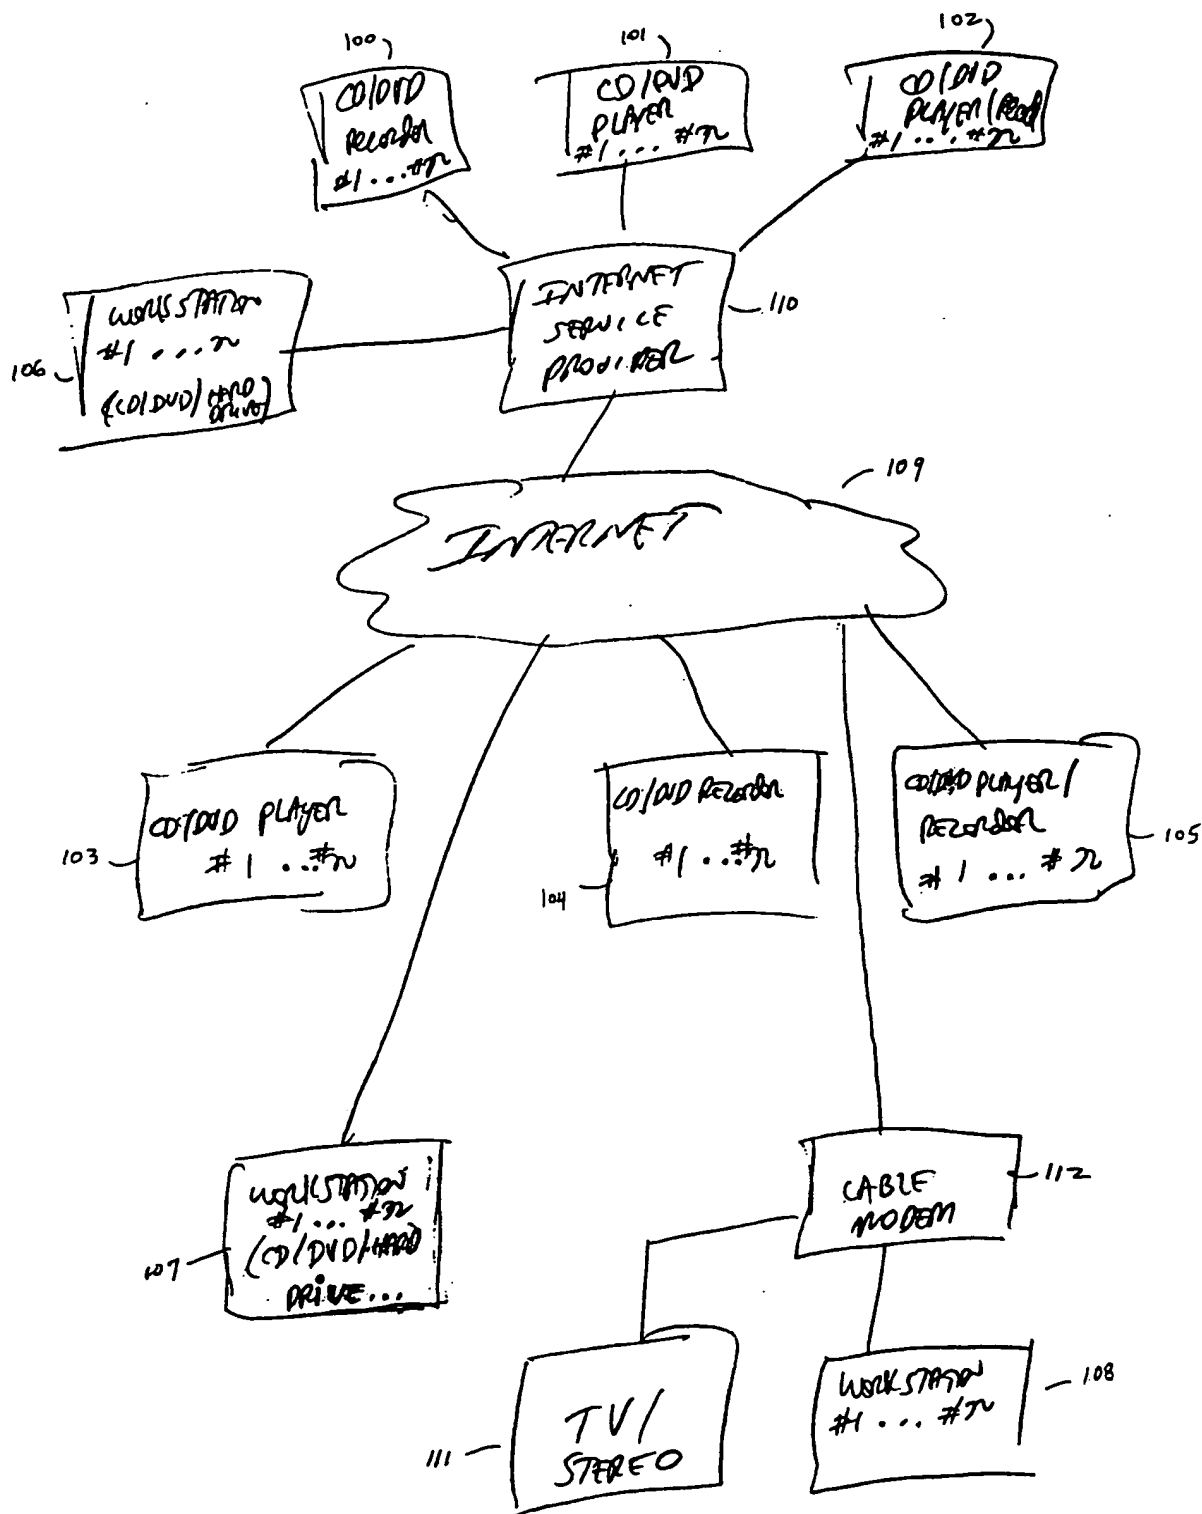 100
CD/DVD
RECORDER
#1 ... #n
101
CD/DVD
PLAYER
#1 ... #n
102
CD/DVD
PLAYER/
#1 ... #n
INTERNET
SERVICE
PROVIDER
110
WORKSTATION
#1 ... n
(CD/DVD/HARD
DRIVE)
106
109
INTERNET
CD/DVD PLAYER
#1 ... #n
103
CD/DVD RECORDER
#1 ... #n
104
CD/DVD PLAYER/
RECORDER
#1 ... #n
105
WORKSTATION
#1 ... #n
(CD/DVD/HARD
DRIVE...
107
CABLE
MODEM
112
TV/
STEREO
111
WORKSTATION
#1 ... #n
108